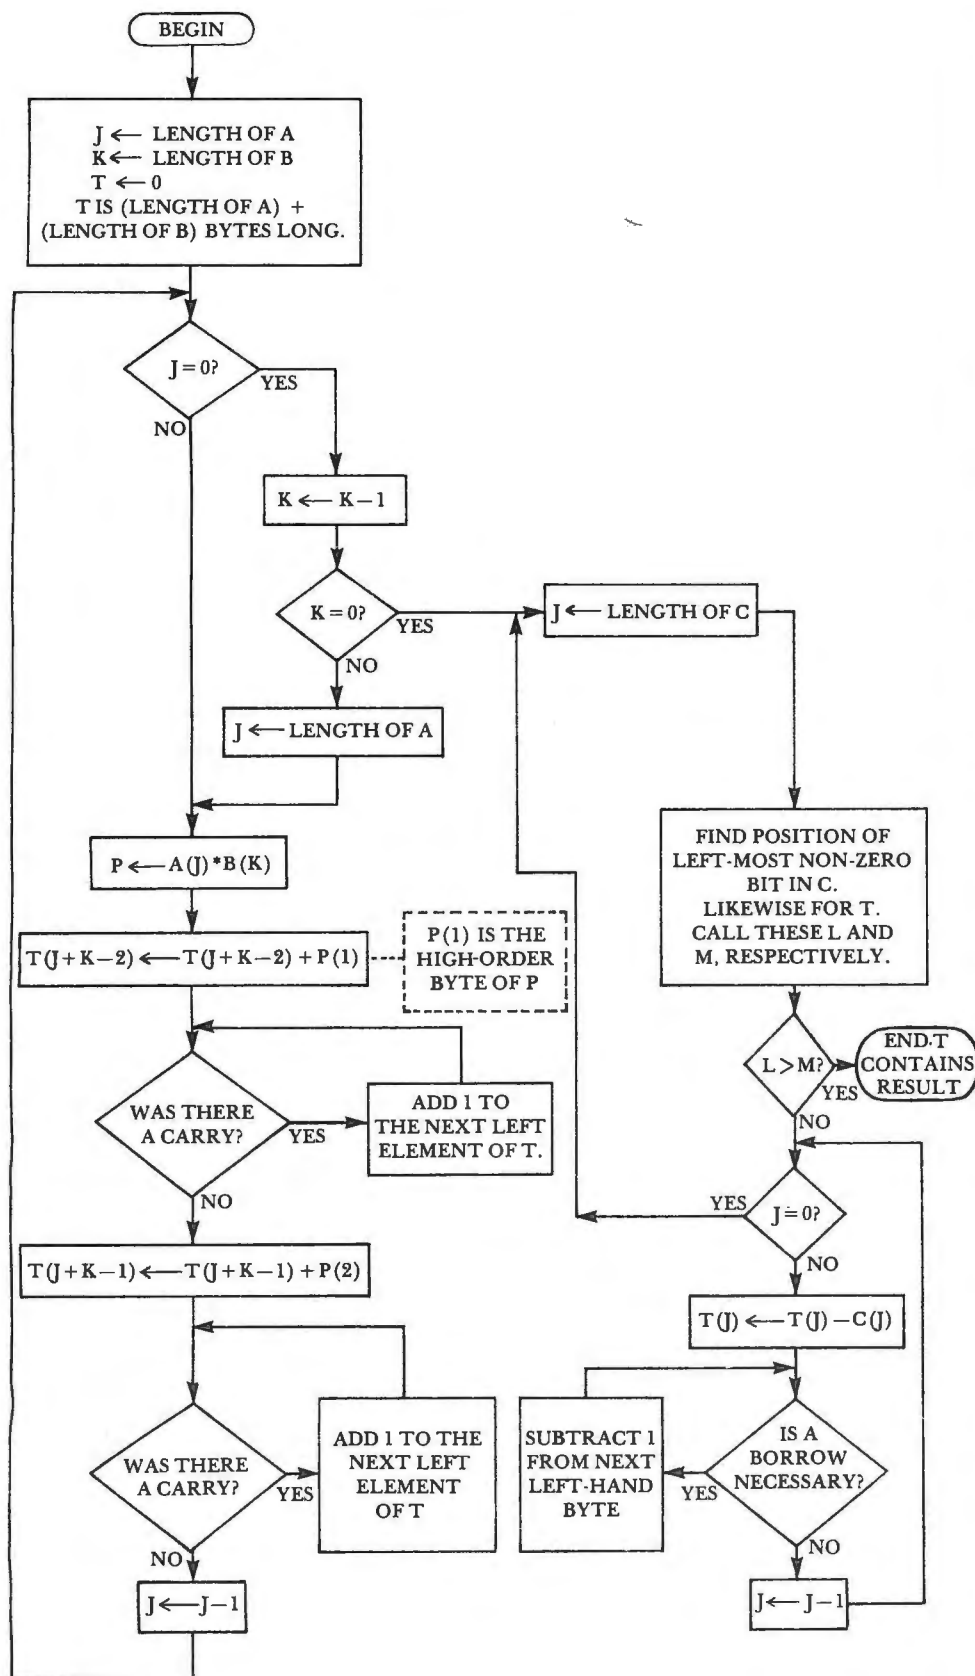 BEGIN
J ← LENGTH OF A
K ← LENGTH OF B
T ← 0
T IS (LENGTH OF A) +
(LENGTH OF B) BYTES LONG.
J = 0?
YES
NO
K ← K − 1
K = 0?
YES
NO
J ← LENGTH OF C
J ← LENGTH OF A
P ← A(J)*B(K)
FIND POSITION OF
LEFT-MOST NON-ZERO
BIT IN C.
LIKEWISE FOR T.
CALL THESE L AND
M, RESPECTIVELY.
T(J+K−2) ← T(J+K−2) + P(1)
P(1) IS THE
HIGH-ORDER
BYTE OF P
L > M?
YES
NO
END.T
CONTAINS
RESULT
WAS THERE
A CARRY?
YES
NO
ADD 1 TO
THE NEXT LEFT
ELEMENT OF T.
J = 0?
YES
NO
T(J+K−1) ← T(J+K−1) + P(2)
T(J) ← T(J) − C(J)
WAS THERE
A CARRY?
YES
NO
ADD 1 TO THE
NEXT LEFT
ELEMENT
OF T
SUBTRACT 1
FROM NEXT
LEFT-HAND
BYTE
IS A
BORROW
NECESSARY?
YES
NO
J ← J−1
J ← J−1